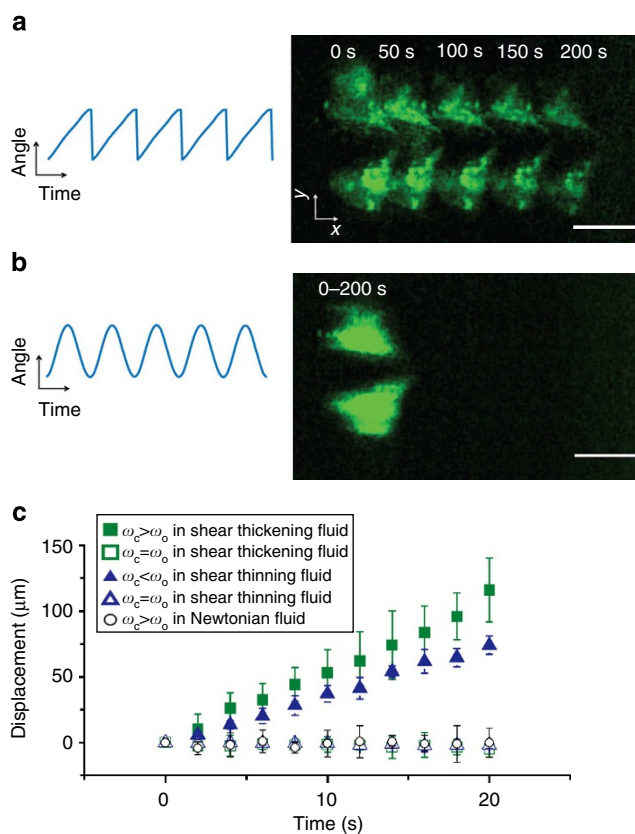 a
0 s 50 s 100 s 150 s 200 s
Angle
Time
y
x
b
0–200 s
Angle
Time
c
ωc>ωo in shear thickening fluid
ωc=ωo in shear thickening fluid
ωc<ωo in shear thinning fluid
ωc=ωo in shear thinning fluid
ωc>ωo in Newtonian fluid
150
100
50
0
Displacement (μm)
0 10 20
Time (s)